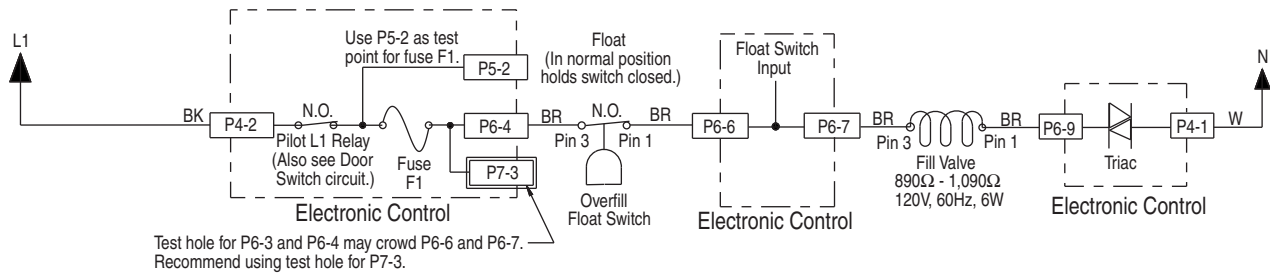 L1
Use P5-2 as test
point for fuse F1.
P5-2
Float
(In normal position
holds switch closed.)
Float Switch
Input
N
BK
P4-2
N.O.
Pilot L1 Relay
(Also see Door
Switch circuit.)
Fuse
F1
P6-4
P7-3
BR
Pin 3
N.O.
BR
Pin 1
Overfill
Float Switch
P6-6
P6-7
BR
Pin 3
BR
Pin 1
Fill Valve
890Ω - 1,090Ω
120V, 60Hz, 6W
P6-9
Triac
P4-1
W
Electronic Control
Electronic Control
Electronic Control
Test hole for P6-3 and P6-4 may crowd P6-6 and P6-7.
Recommend using test hole for P7-3.